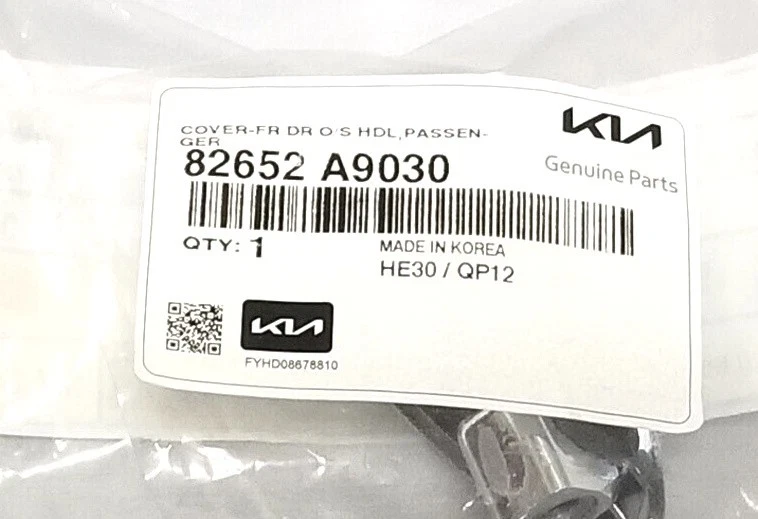 COVER-FR DR O'S HDL,PASSEN-
GER
82652 A9030
KIA
Genuine Parts
QTY: 1
MADE IN KOREA
HE30 / QP12
KIA
FYHD08678810